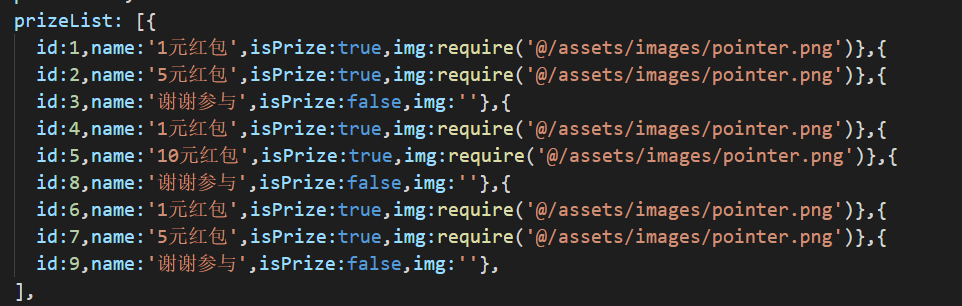 prizeList: [{
id:1,name:'1元红包',isPrize:true,img:require('@/assets/images/pointer.png')},{
id:2,name:'5元红包',isPrize:true,img:require('@/assets/images/pointer.png')},{
id:3,name:'谢谢参与',isPrize:false,img:''},{
id:4,name:'1元红包',isPrize:true,img:require('@/assets/images/pointer.png')},{
id:5,name:'10元红包',isPrize:true,img:require('@/assets/images/pointer.png')},{
id:8,name:'谢谢参与',isPrize:false,img:''},{
id:6,name:'1元红包',isPrize:true,img:require('@/assets/images/pointer.png')},{
id:7,name:'5元红包',isPrize:true,img:require('@/assets/images/pointer.png')},{
id:9,name:'谢谢参与',isPrize:false,img:''},
],